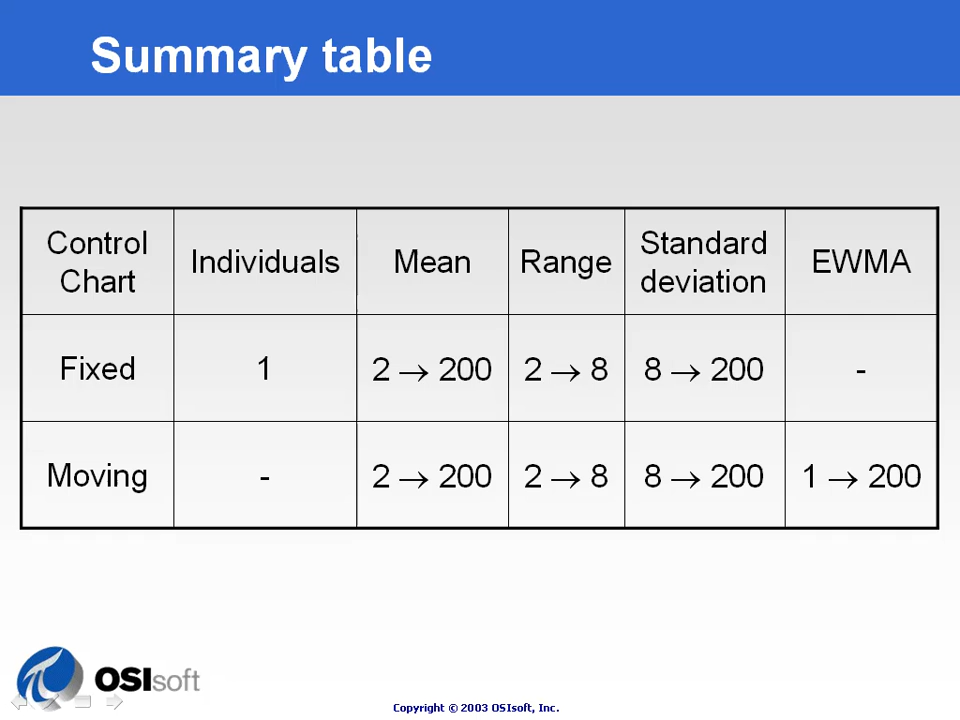 Summary table
Control Chart Individuals Mean Range Standard deviation EWMA
Fixed 1 2 → 200 2 → 8 8 → 200 -
Moving - 2 → 200 2 → 8 8 → 200 1 → 200
OSIsoft
Copyright © 2003 OSIsoft, Inc.